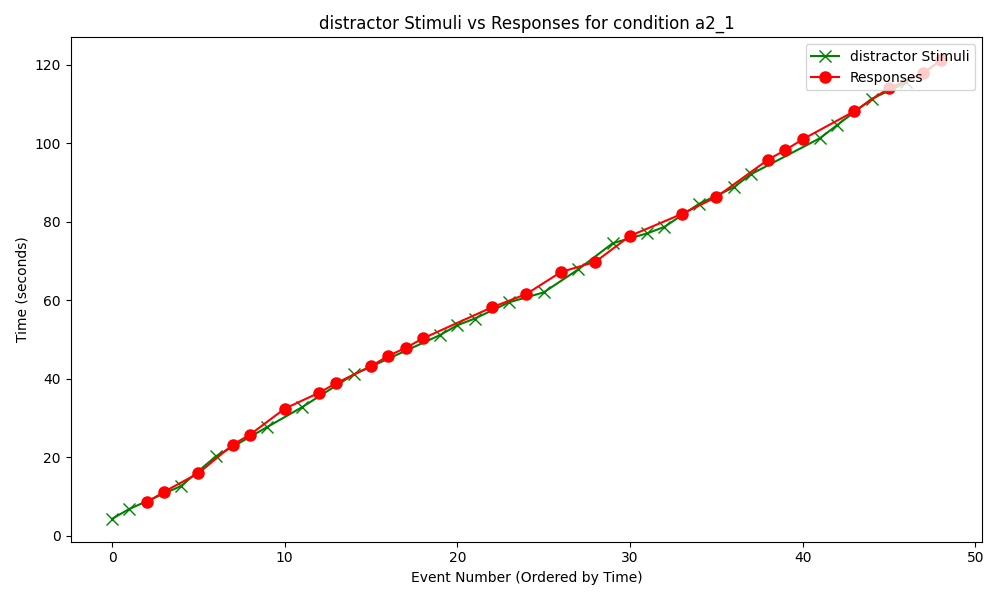 distractor Stimuli vs Responses for condition a2_1
distractor Stimuli
Responses
Time (seconds)
120
100
80
60
40
20
0
0 10 20 30 40 50
Event Number (Ordered by Time)